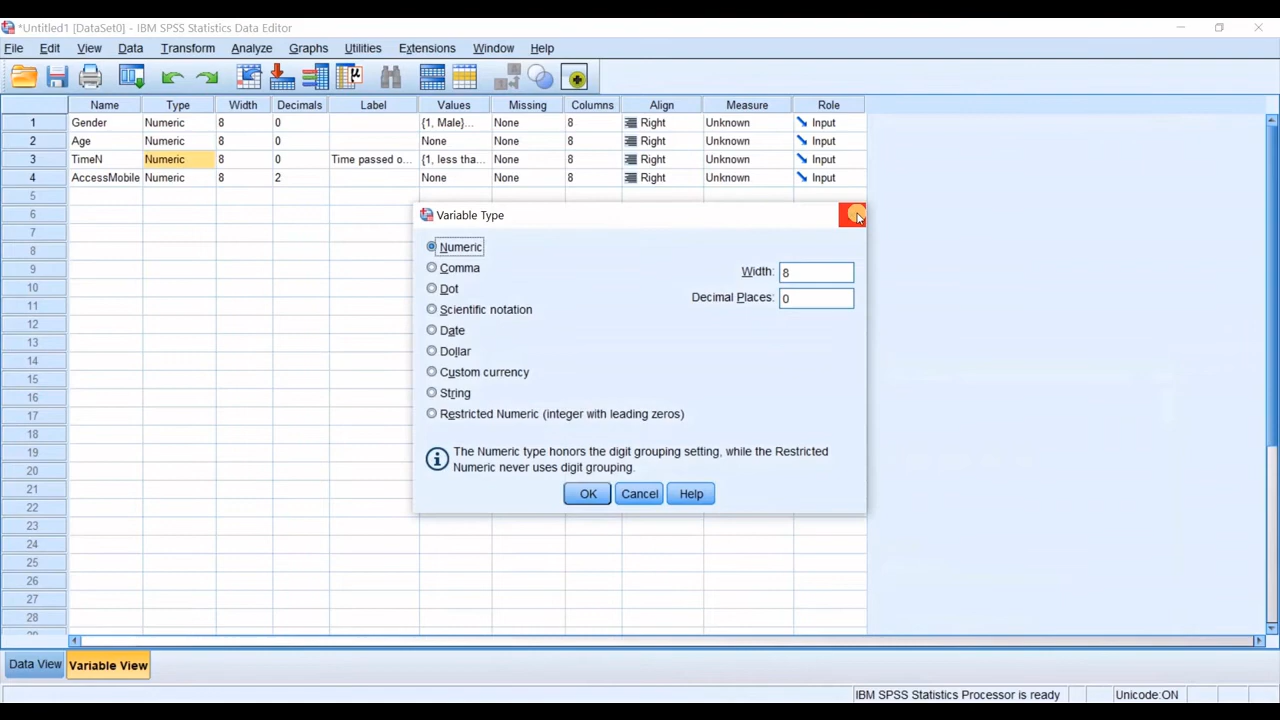 *Untitled1 [DataSet0] - IBM SPSS Statistics Data Editor
File Edit View Data Transform Analyze Graphs Utilities Extensions Window Help
Name Type Width Decimals Label Values Missing Columns Align Measure Role
1 Gender Numeric 8 0 {1, Male}... None 8 Right Unknown Input
2 Age Numeric 8 0 None None 8 Right Unknown Input
3 TimeN Numeric 8 0 Time passed o... {1, less tha... None 8 Right Unknown Input
4 AccessMobile Numeric 8 2 None None 8 Right Unknown Input
5
6
Variable Type
7
8
Numeric
9
Comma
Width: 8
10
Dot
Decimal Places: 0
11
Scientific notation
12
Date
13
Dollar
14
Custom currency
15
16
String
17
Restricted Numeric (integer with leading zeros)
18
19
The Numeric type honors the digit grouping setting, while the Restricted
20
Numeric never uses digit grouping.
21
OK Cancel Help
22
23
24
25
26
27
28
29
Data View Variable View
IBM SPSS Statistics Processor is ready Unicode:ON